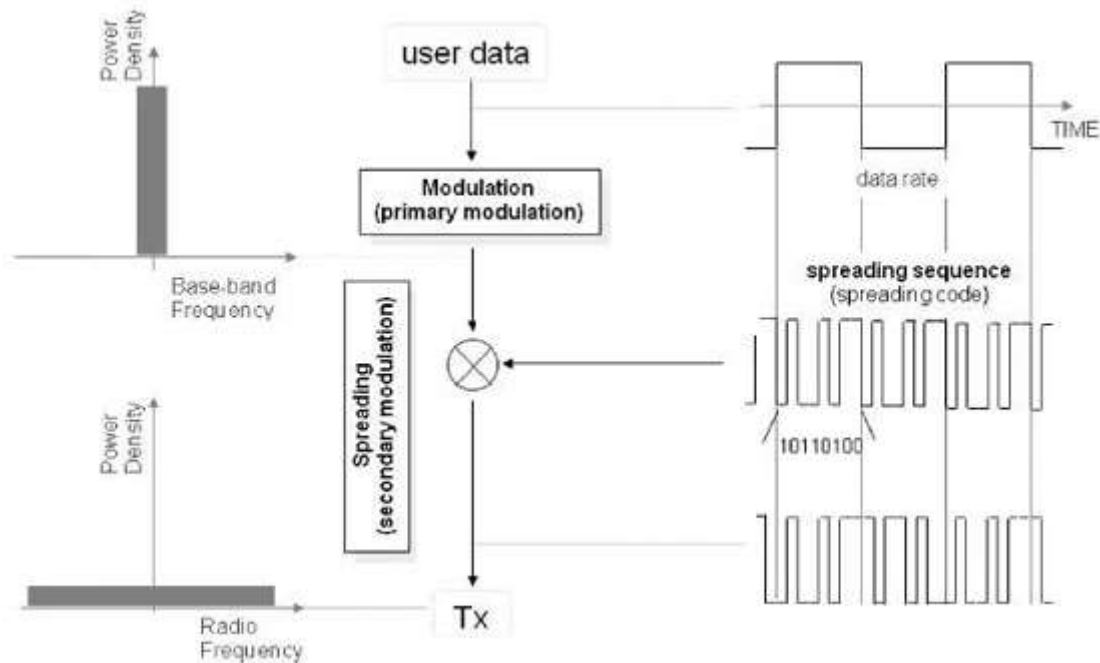 Power
Density
user data
TIME
Modulation
(primary modulation)
data rate
Base-band
Frequency
spreading sequence
(spreading code)
Spreading
(secondary modulation)
10110100
Power
Density
Tx
Radio
Frequency